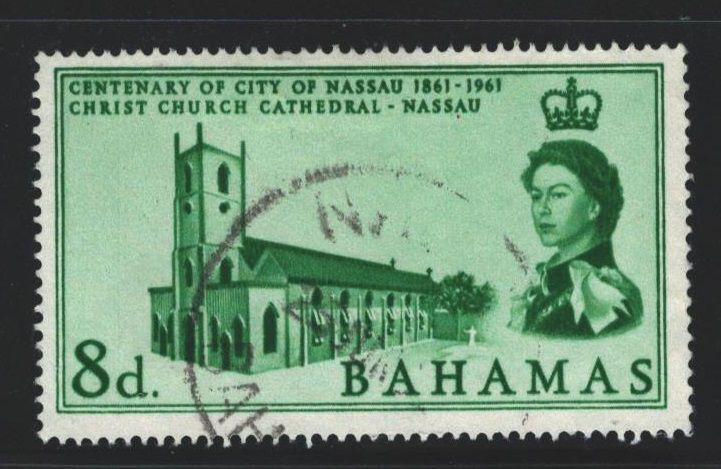 CENTENARY OF CITY OF NASSAU 1861-1961
CHRIST CHURCH CATHEDRAL - NASSAU
8d.
BAHAMAS